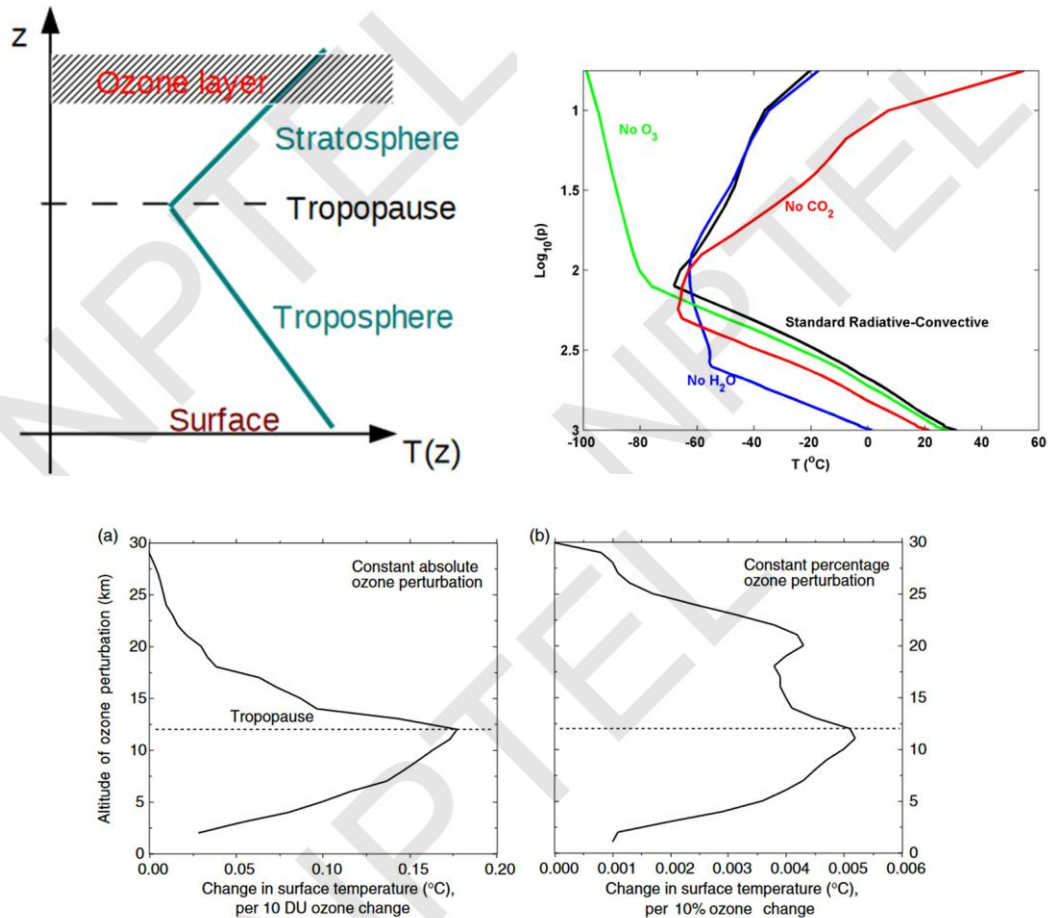 z
Ozone layer
Stratosphere
Tropopause
Troposphere
Surface
T(z)
No O3
No CO2
Standard Radiative-Convective
No H2O
Log10(p)
1
1.5
2.0
2.5
3
-100 -80 -60 -40 -20 0 20 40 60
T (°C)
(a)
Constant absolute
ozone perturbation
Tropopause
Altitude of ozone perturbation (km)
30
25
20
15
10
5
0
0.00 0.05 0.10 0.15 0.20
Change in surface temperature (°C),
per 10 DU ozone change
(b)
Constant percentage
ozone perturbation
30
25
20
15
10
5
0
0.000 0.001 0.002 0.003 0.004 0.005 0.006
Change in surface temperature (°C),
per 10% ozone change
NPTEL
NPTEL
NPTEL